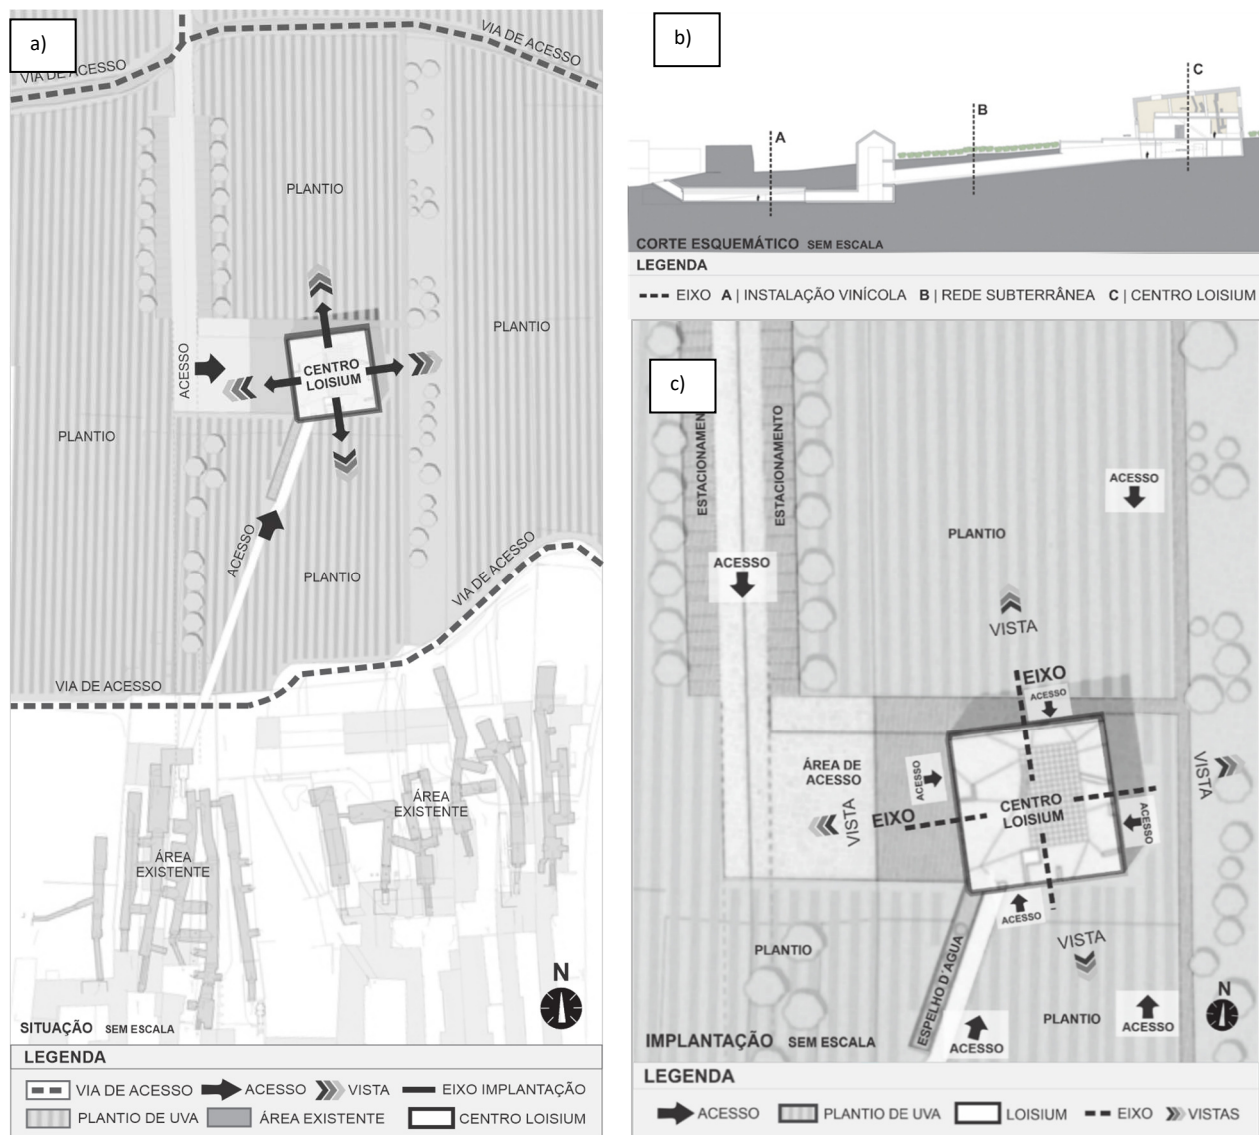 a)
VIA DE ACESSO
VIA DE ACESSO
PLANTIO
PLANTIO
ACESSO
CENTRO
LOISIUM
PLANTIO
ACESSO
PLANTIO
VIA DE ACESSO
VIA DE ACESSO
ÁREA
EXISTENTE
ÁREA
EXISTENTE
N
SITUAÇÃO SEM ESCALA
LEGENDA
VIA DE ACESSO ACESSO VISTA EIXO IMPLANTAÇÃO
PLANTIO DE UVA ÁREA EXISTENTE CENTRO LOISIUM
b)
A
B
C
CORTE ESQUEMÁTICO SEM ESCALA
LEGENDA
EIXO A | INSTALAÇÃO VINÍCOLA B | REDE SUBTERRÂNEA C | CENTRO LOISIUM
c)
ESTACIONAMEN
ESTACIONAMENTO
ACESSO
PLANTIO
ACESSO
VISTA
EIXO
ACESSO
ÁREA DE
ACESSO
ACESSO
VISTA
EIXO
CENTRO
LOISIUM
VISTA
ACESSO
ACESSO
VISTA
PLANTIO
ESPELHO D´AGUA
ACESSO
PLANTIO
ACESSO
N
IMPLANTAÇÃO SEM ESCALA
LEGENDA
ACESSO PLANTIO DE UVA LOISIUM EIXO VISTAS